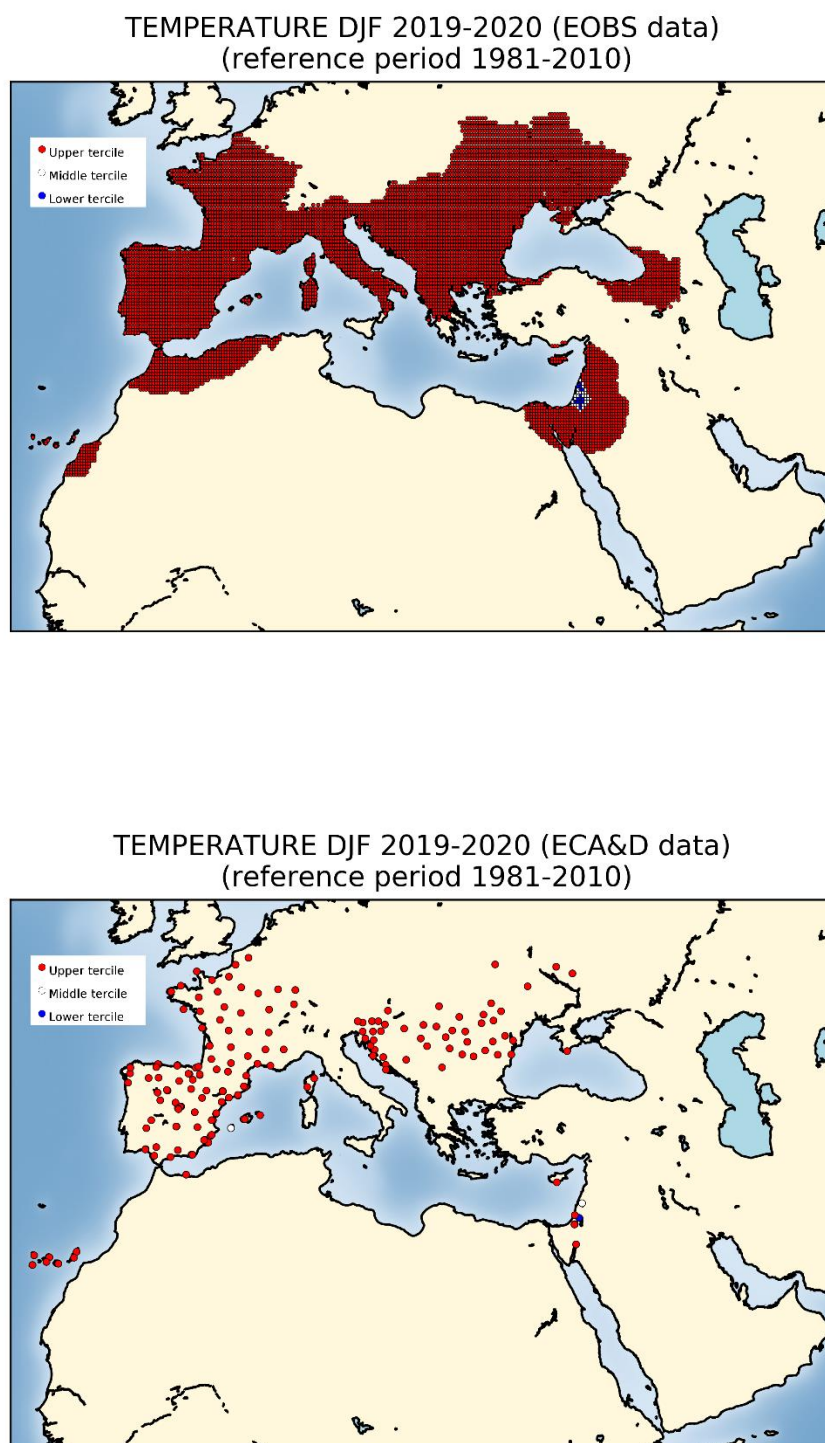 TEMPERATURE DJF 2019-2020 (EOBS data)
(reference period 1981-2010)
Upper tercile
Middle tercile
Lower tercile
TEMPERATURE DJF 2019-2020 (ECA&D data)
(reference period 1981-2010)
Upper tercile
Middle tercile
Lower tercile